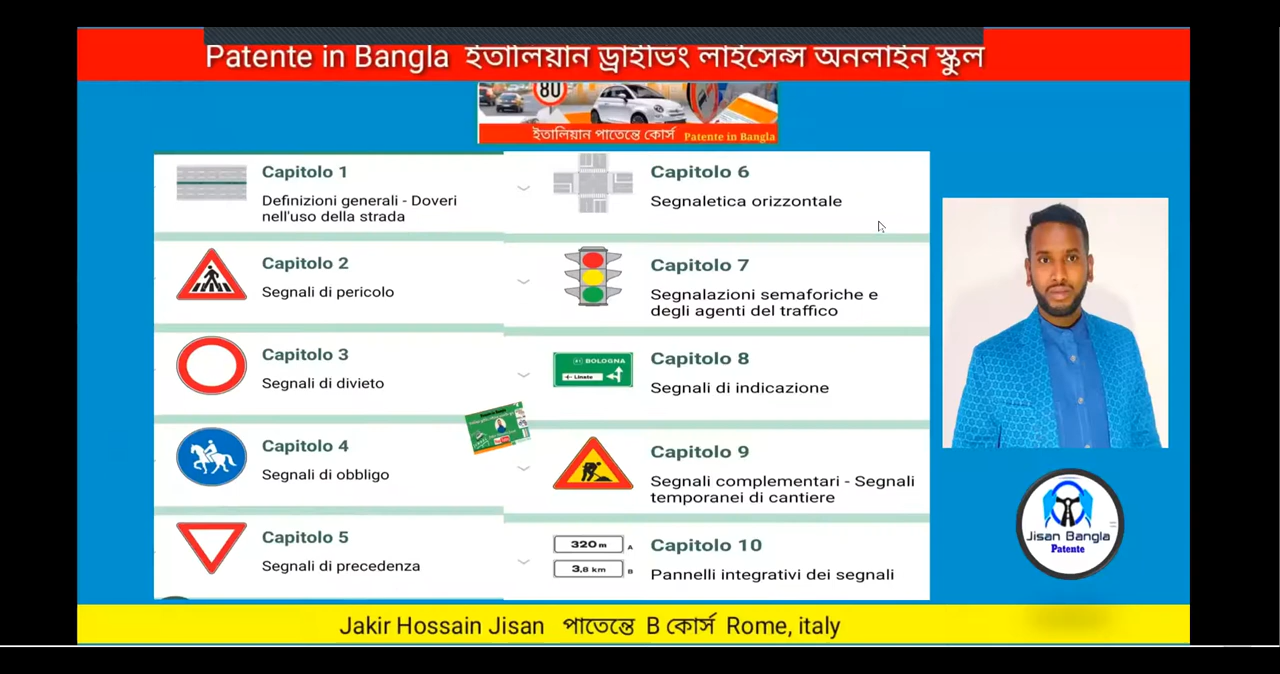 Patente in Bangla ইতালিয়ান ড্রাইভিং লাইসেন্স অনলাইন স্কুল
80
ইতালিয়ান পাতেন্তে কোর্স Patente in Bangla
Capitolo 1
Definizioni generali - Doveri
nell'uso della strada
Capitolo 2
Segnali di pericolo
Capitolo 3
Segnali di divieto
Capitolo 4
Segnali di obbligo
Capitolo 5
Segnali di precedenza
Capitolo 6
Segnaletica orizzontale
Capitolo 7
Segnalazioni semaforiche e
degli agenti del traffico
BOLOGNA
Linate
Capitolo 8
Segnali di indicazione
Capitolo 9
Segnali complementari - Segnali
temporanei di cantiere
320 m A
3,8 km B
Capitolo 10
Pannelli integrativi dei segnali
Jisan Bangla
Patente
Jakir Hossain Jisan পাতেন্তে B কোর্স Rome, italy